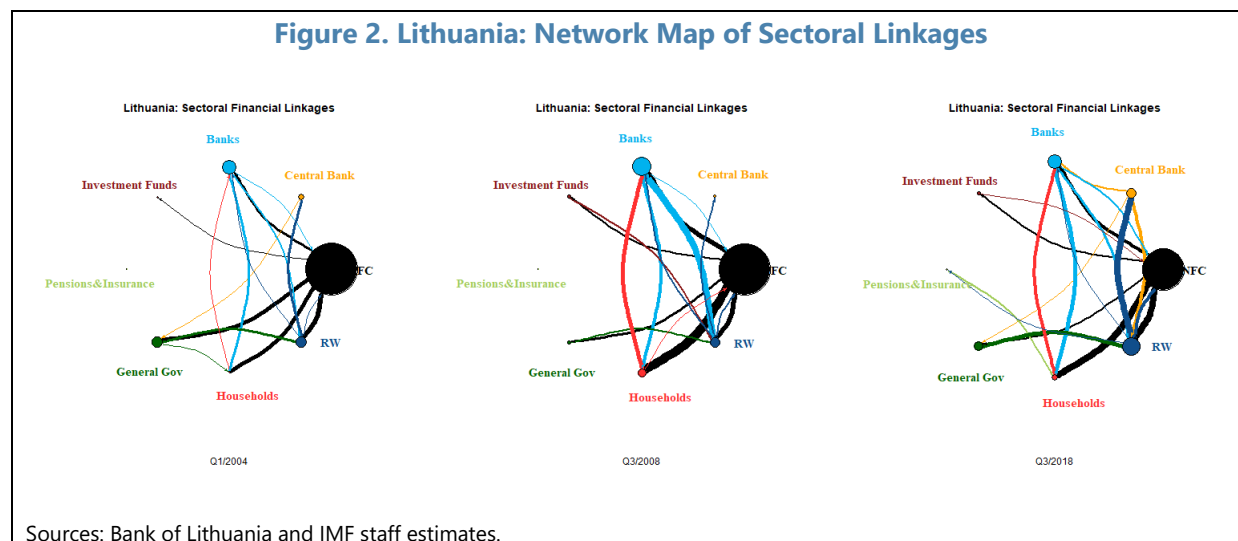 Figure 2. Lithuania: Network Map of Sectoral Linkages
Lithuania: Sectoral Financial Linkages
Banks
Investment Funds
Central Bank
FC
Pensions&Insurance
RW
General Gov
Households
Q1/2004
Lithuania: Sectoral Financial Linkages
Banks
Investment Funds
Central Bank
FC
Pensions&Insurance
RW
General Gov
Households
Q3/2008
Lithuania: Sectoral Financial Linkages
Banks
Investment Funds
Central Bank
NFC
Pensions&Insurance
RW
General Gov
Households
Q3/2018
Sources: Bank of Lithuania and IMF staff estimates.